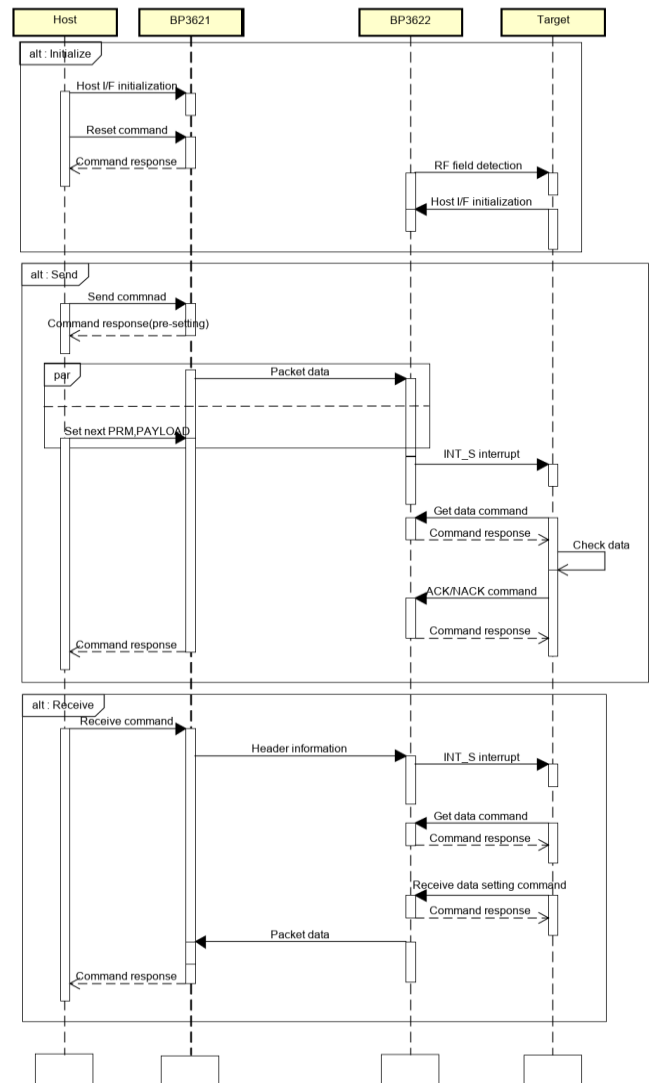 Host
BP3621
BP3622
Target
alt : Initialize
Host I/F initialization
Reset command
Command response
RF field detection
Host I/F initialization
alt : Send
Send commnad
Command response(pre-setting)
par
Packet data
Set next PRM,PAYLOAD
INT_S interrupt
Get data command
Command response
Check data
ACK/NACK command
Command response
Command response
alt : Receive
Receive command
Header information
INT_S interrupt
Get data command
Command response
Receive data setting command
Command response
Packet data
Command response